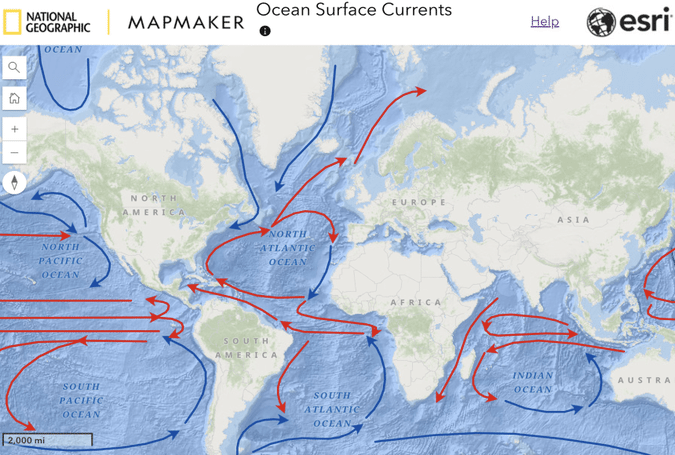 NATIONAL
GEOGRAPHIC
MAPMAKER
Ocean Surface Currents
Help
esri
OCEAN
NORTH
AMERICA
EUROPE
ASIA
NORTH
ATLANTIC
OCEAN
NORTH
PACIFIC
OCEAN
AFRICA
SOUTH
AMERICA
INDIAN
OCEAN
AUSTRA
SOUTH
PACIFIC
OCEAN
SOUTH
ATLANTIC
OCEAN
2,000 mi